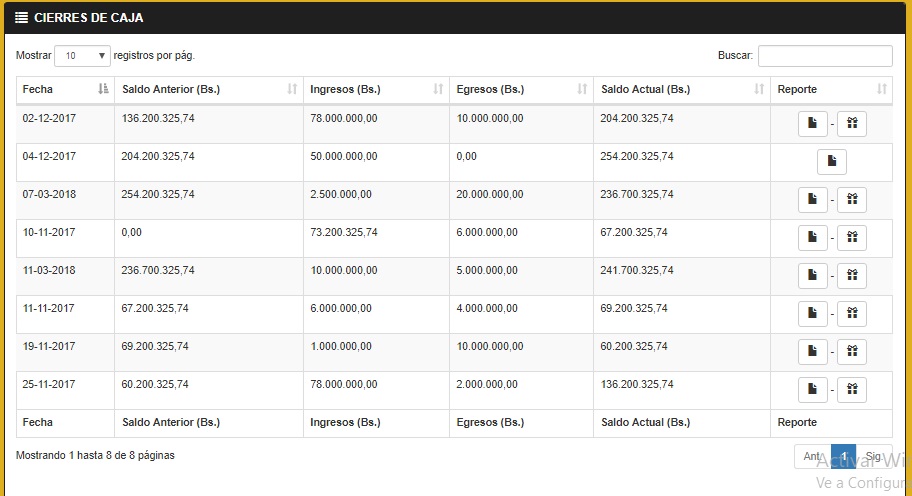 CIERRES DE CAJA
Mostrar 10 registros por pág. Buscar:
Fecha Saldo Anterior (Bs.) Ingresos (Bs.) Egresos (Bs.) Saldo Actual (Bs.) Reporte
02-12-2017 136.200.325,74 78.000.000,00 10.000.000,00 204.200.325,74 -
04-12-2017 204.200.325,74 50.000.000,00 0,00 254.200.325,74
07-03-2018 254.200.325,74 2.500.000,00 20.000.000,00 236.700.325,74 -
10-11-2017 0,00 73.200.325,74 6.000.000,00 67.200.325,74 -
11-03-2018 236.700.325,74 10.000.000,00 5.000.000,00 241.700.325,74 -
11-11-2017 67.200.325,74 6.000.000,00 4.000.000,00 69.200.325,74 -
19-11-2017 69.200.325,74 1.000.000,00 10.000.000,00 60.200.325,74 -
25-11-2017 60.200.325,74 78.000.000,00 2.000.000,00 136.200.325,74 -
Fecha Saldo Anterior (Bs.) Ingresos (Bs.) Egresos (Bs.) Saldo Actual (Bs.) Reporte
Mostrando 1 hasta 8 de 8 páginas Ant. 1 Sig.
Activar Wi
Ve a Configur